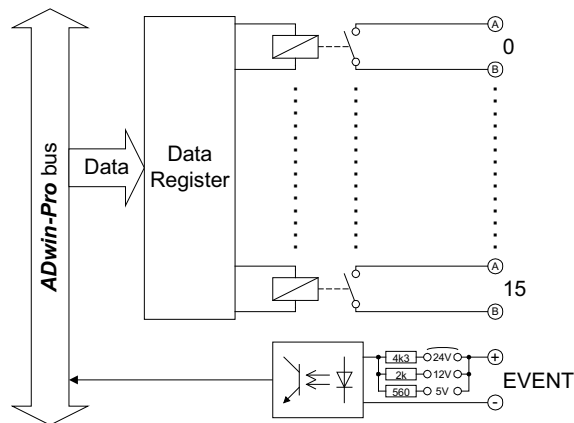 A
0
B
ADwin-Pro bus
Data
Data
Register
A
15
B
4k3 24V +
2k 12V EVENT
560 5V -